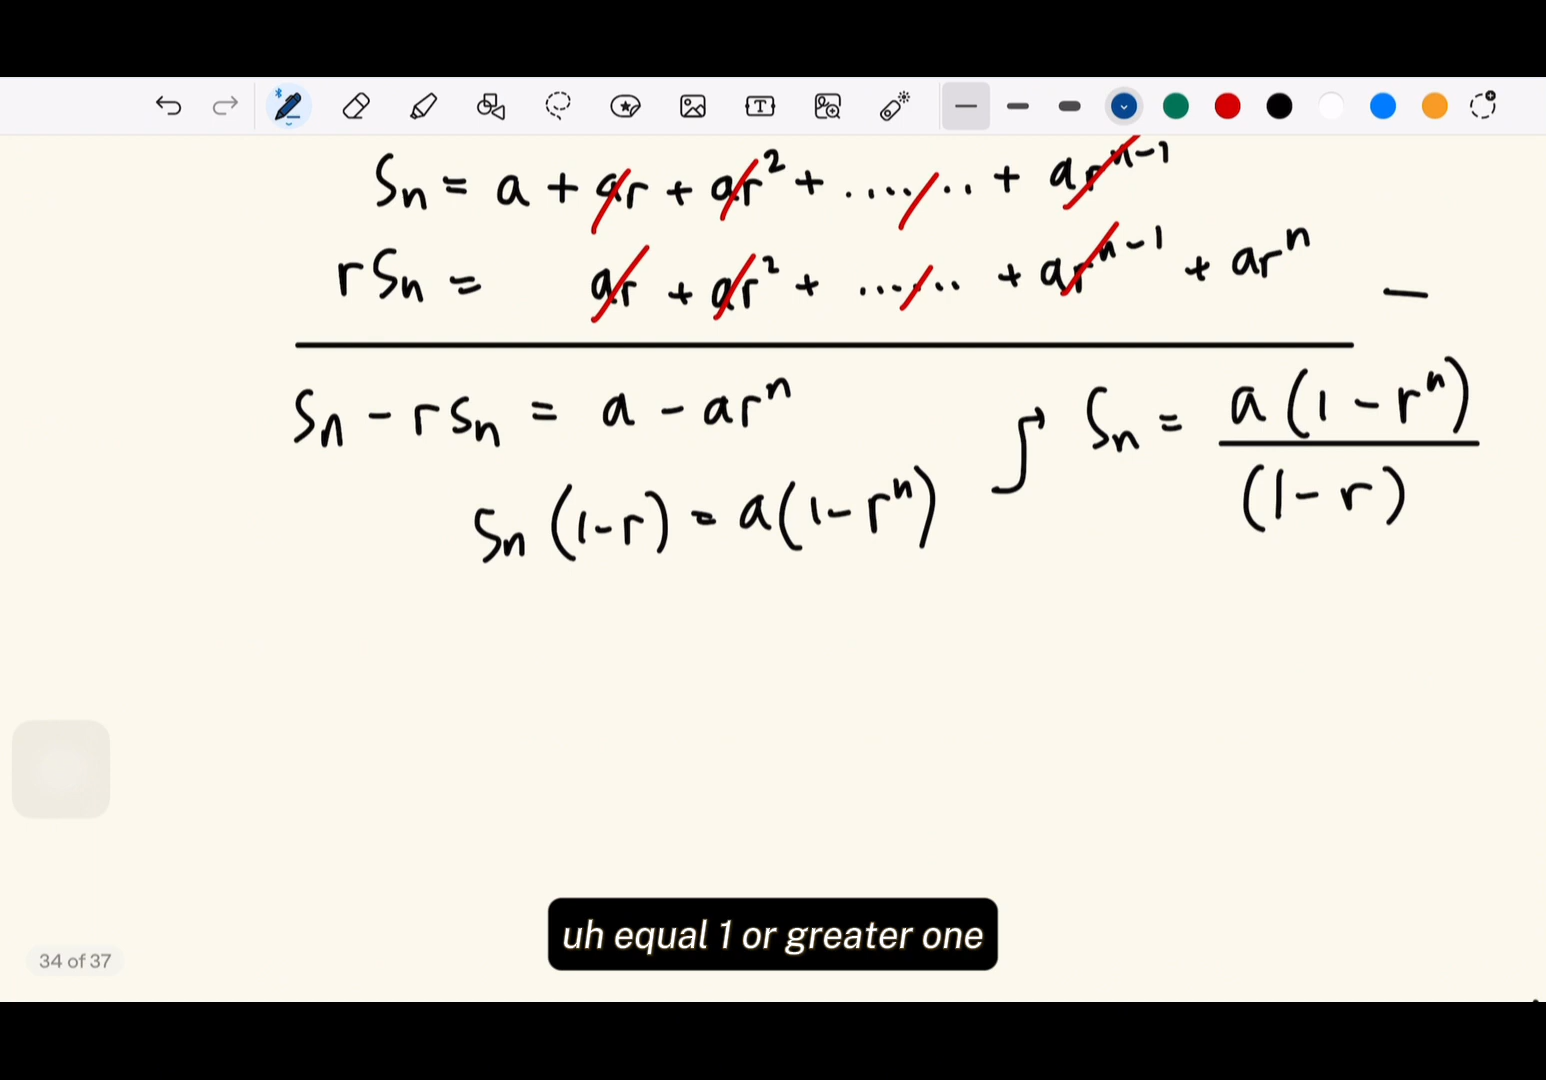 Sn = a + ar + ar² + ........ + arⁿ⁻¹
rSn = ar + ar² + ....... + arⁿ⁻¹ + arⁿ —
Sn - rSn = a - arⁿ
Sn (1-r) = a(1-rⁿ)
Sn = a(1-rⁿ) / (1-r)
uh equal 1 or greater one
34 of 37